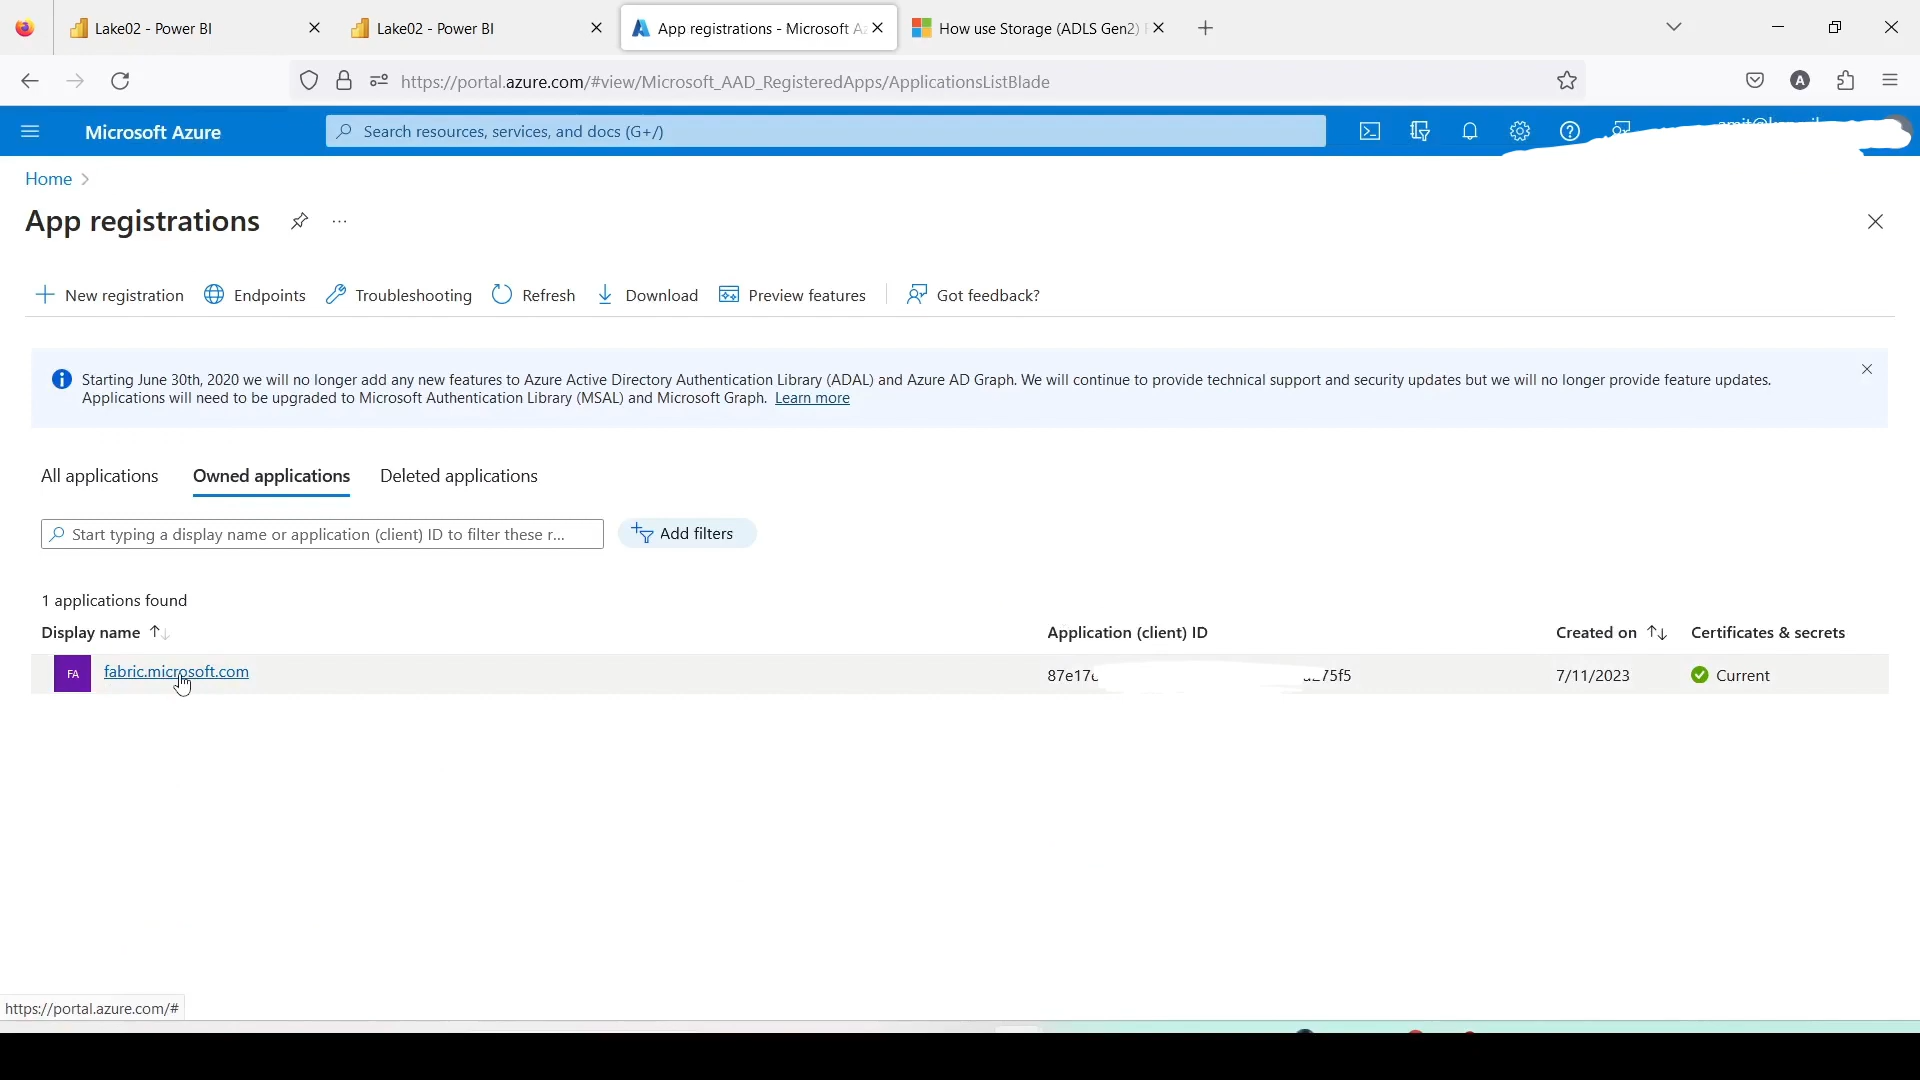 Lake02 - Power BI
Lake02 - Power BI
App registrations - Microsoft Az
How use Storage (ADLS Gen2)
https://portal.azure.com/#view/Microsoft_AAD_RegisteredApps/ApplicationsListBlade
A
Microsoft Azure
Search resources, services, and docs (G+/)
Home
App registrations
New registration
Endpoints
Troubleshooting
Refresh
Download
Preview features
Got feedback?
Starting June 30th, 2020 we will no longer add any new features to Azure Active Directory Authentication Library (ADAL) and Azure AD Graph. We will continue to provide technical support and security updates but we will no longer provide feature updates.
Applications will need to be upgraded to Microsoft Authentication Library (MSAL) and Microsoft Graph. Learn more
All applications
Owned applications
Deleted applications
Start typing a display name or application (client) ID to filter these r...
Add filters
1 applications found
Display name
Application (client) ID
Created on
Certificates & secrets
FA
fabric.microsoft.com
7/11/2023
Current
https://portal.azure.com/#